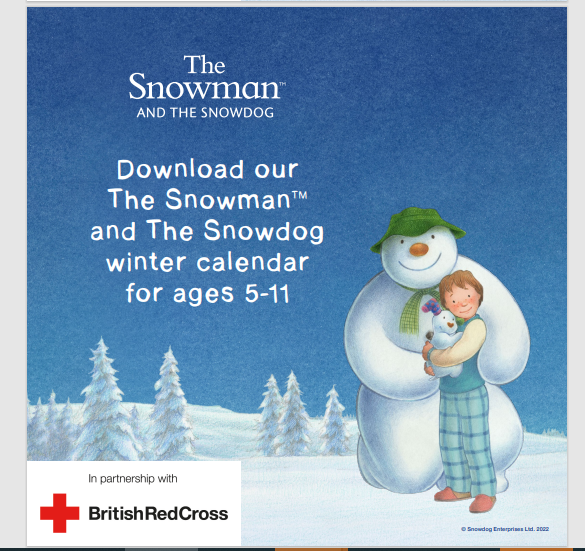 The
Snowman™
AND THE SNOWDOG
Download our
The Snowman™
and The Snowdog
winter calendar
for ages 5-11
In partnership with
BritishRedCross
© Snowdog Enterprises Ltd. 2022